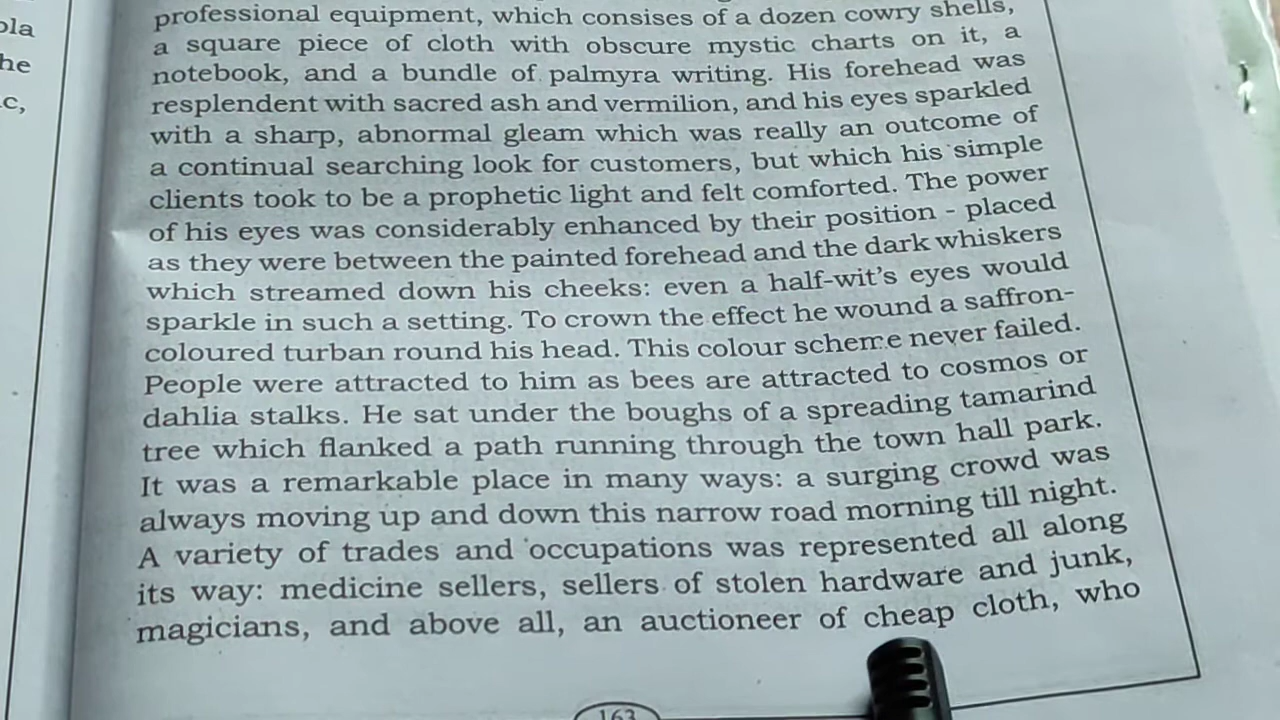 ola
he
c,
professional equipment, which consises of a dozen cowry shells,
a square piece of cloth with obscure mystic charts on it, a
notebook, and a bundle of palmyra writing. His forehead was
resplendent with sacred ash and vermilion, and his eyes sparkled
with a sharp, abnormal gleam which was really an outcome of
a continual searching look for customers, but which his simple
clients took to be a prophetic light and felt comforted. The power
of his eyes was considerably enhanced by their position - placed
as they were between the painted forehead and the dark whiskers
which streamed down his cheeks: even a half-wit's eyes would
sparkle in such a setting. To crown the effect he wound a saffron-
coloured turban round his head. This colour scheme never failed.
People were attracted to him as bees are attracted to cosmos or
dahlia stalks. He sat under the boughs of a spreading tamarind
tree which flanked a path running through the town hall park.
It was a remarkable place in many ways: a surging crowd was
always moving up and down this narrow road morning till night.
A variety of trades and occupations was represented all along
its way: medicine sellers, sellers of stolen hardware and junk,
magicians, and above all, an auctioneer of cheap cloth, who
163